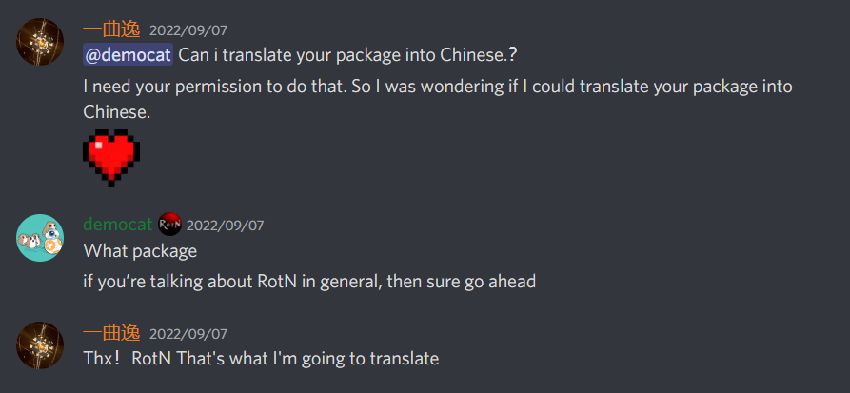 一曲逸 2022/09/07
@democat Can i translate your package into Chinese.?
I need your permission to do that. So I was wondering if I could translate your package into
Chinese.
democat RotN 2022/09/07
What package
if you're talking about RotN in general, then sure go ahead
一曲逸 2022/09/07
Thx！RotN That's what I'm going to translate